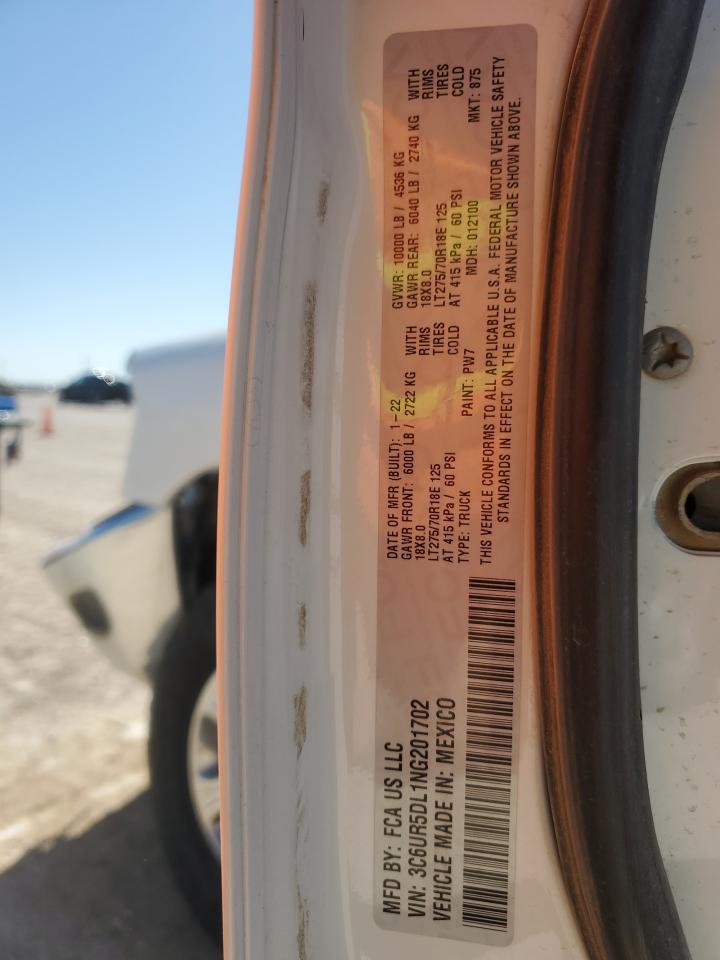 MFD BY: FCA US LLC
VIN: 3C6UR5DL1NG201702
VEHICLE MADE IN: MEXICO
DATE OF MFR (BUILT): 1-22 GVWR: 10000 LB / 4536 KG
GAWR FRONT: 6000 LB / 2722 KG WITH GAWR REAR: 6040 LB / 2740 KG WITH
18X8.0 RIMS 18X8.0 RIMS
LT275/70R18E 125 TIRES LT275/70R18E 125 TIRES
AT 415 kPa / 60 PSI COLD AT 415 kPa / 60 PSI COLD
TYPE: TRUCK PAINT: PW7 MDH: 012100 MKT: 875
THIS VEHICLE CONFORMS TO ALL APPLICABLE U.S.A. FEDERAL MOTOR VEHICLE SAFETY
STANDARDS IN EFFECT ON THE DATE OF MANUFACTURE SHOWN ABOVE.